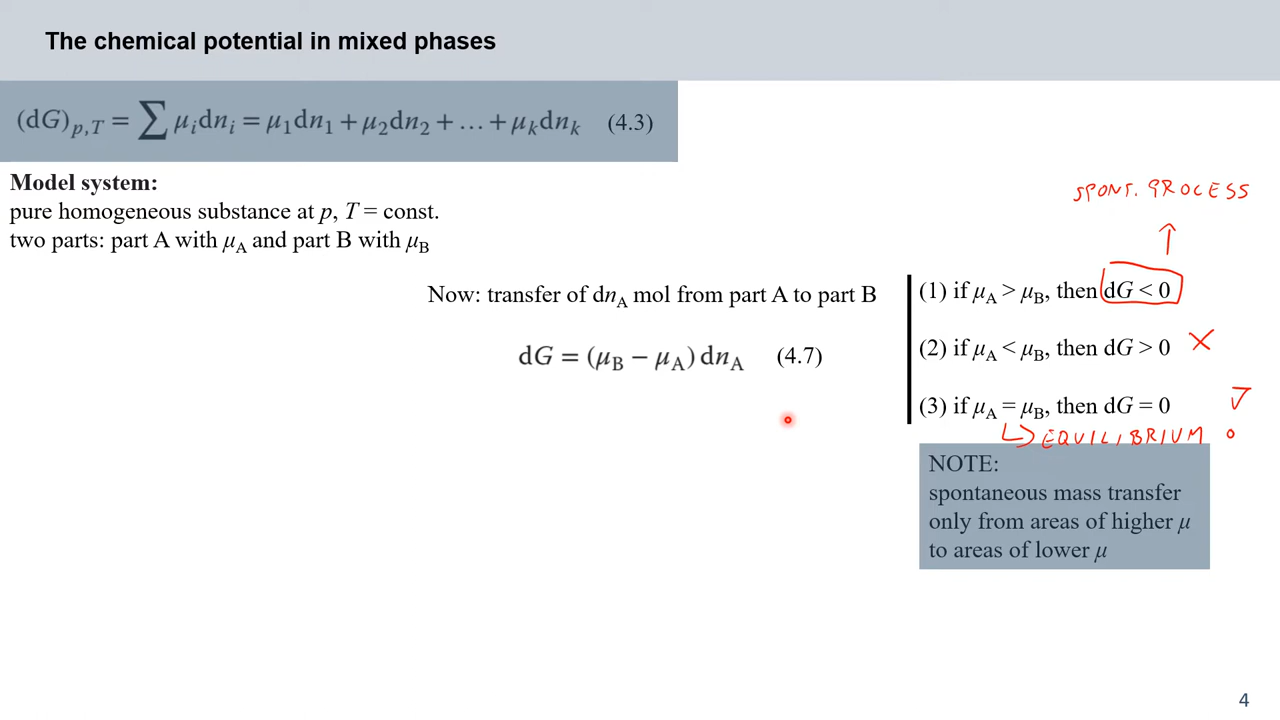 The chemical potential in mixed phases
(dG)p,T = ∑ μidni = μ1dn1 + μ2dn2 + … + μkdnk (4.3)
Model system:
pure homogeneous substance at p, T = const.
two parts: part A with μA and part B with μB
SPONT. PROCESS
Now: transfer of dnA mol from part A to part B
dG = (μB − μA) dnA (4.7)
(1) if μA > μB, then dG < 0
(2) if μA < μB, then dG > 0
(3) if μA = μB, then dG = 0
EQUILIBRIUM
NOTE:
spontaneous mass transfer
only from areas of higher μ
to areas of lower μ
4